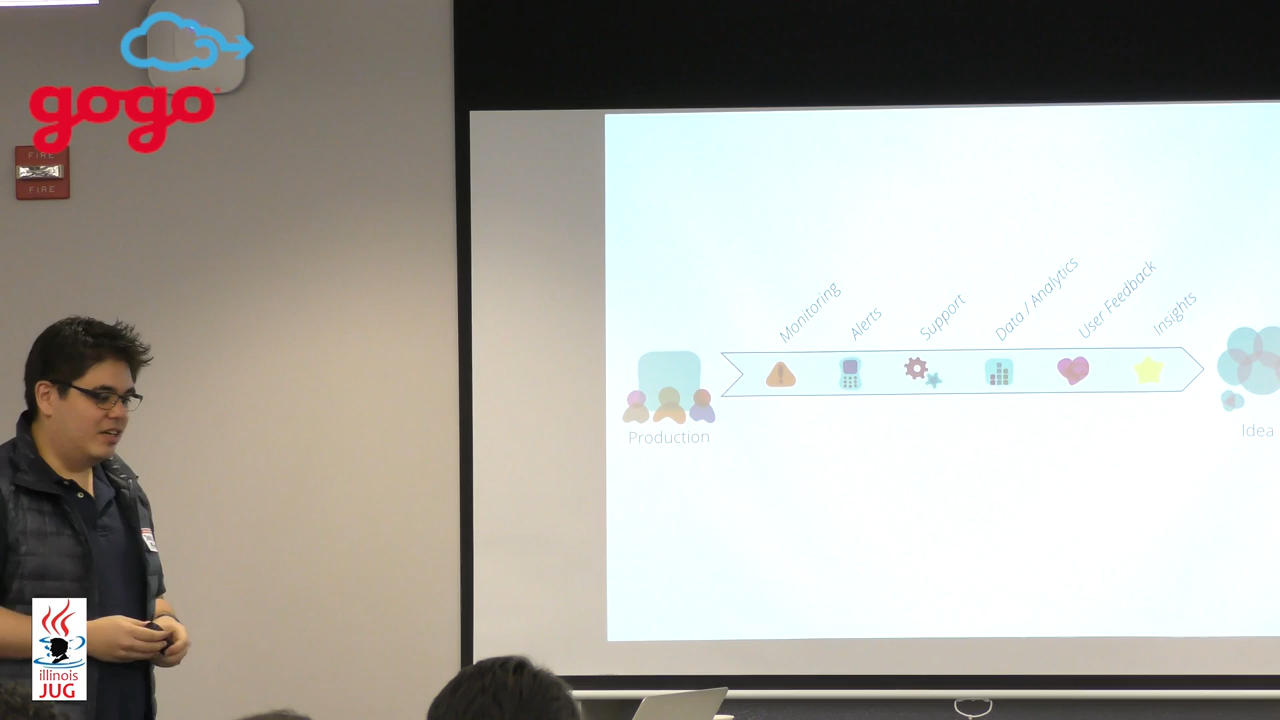 gogo
FIRE
FIRE
Monitoring
Alerts
Support
Data / Analytics
User Feedback
Insights
Production
Idea
illinois
JUG